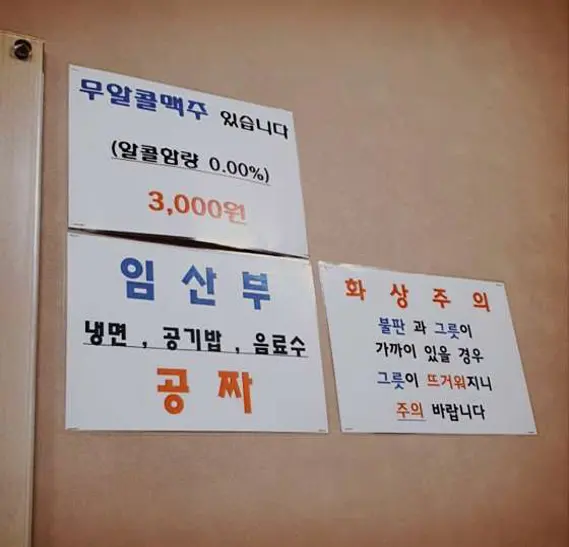 무알콜맥주 있습니다
(알콜함량 0.00%)
3,000원
임산부
냉면 , 공기밥 , 음료수
공짜
화상주의
불판 과 그릇이
가까이 있을 경우
그릇이 뜨거워지니
주의 바랍니다